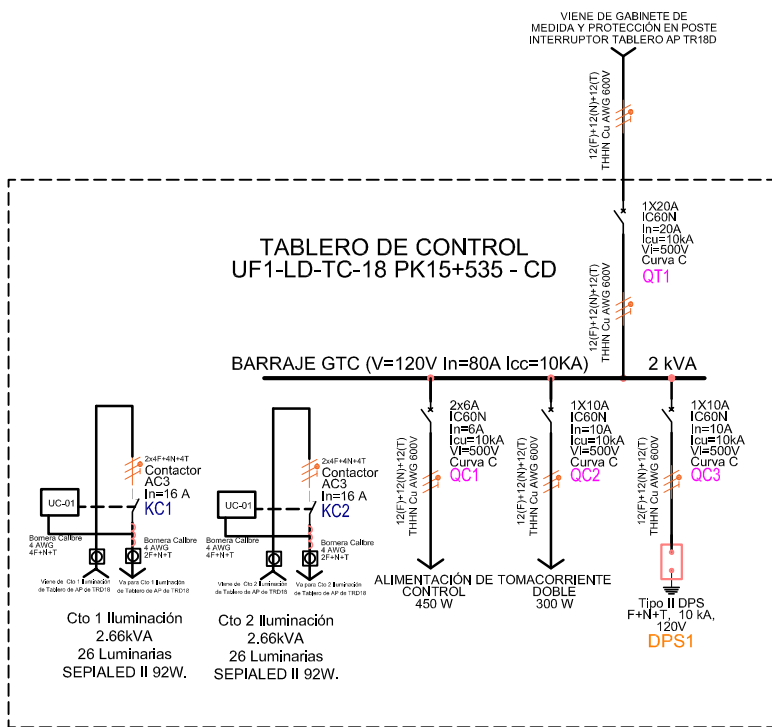 VIENE DE GABINETE DE
MEDIDA Y PROTECCIÓN EN POSTE
INTERRUPTOR TABLERO AP TR18D
12(F)+12(N)+12(T)
THHN Cu AWG 600V
1X20A
IC60N
In=20A
Icu=10kA
Vi=500V
Curva C
QT1
TABLERO DE CONTROL
UF1-LD-TC-18 PK15+535 - CD
12(F)+12(N)+12(T)
THHN Cu AWG 600V
BARRAJE GTC (V=120V In=80A Icc=10KA)
2 kVA
2x6A
IC60N
In=6A
Icu=10kA
VI=500V
Curva C
QC1
12(F)+12(N)+12(T)
THHN Cu AWG 600V
ALIMENTACIÓN DE
CONTROL
450 W
1X10A
IC60N
In=10A
Icu=10kA
VI=500V
Curva C
QC2
12(F)+12(N)+12(T)
THHN Cu AWG 600V
TOMACORRIENTE
DOBLE
300 W
1X10A
IC60N
In=10A
Icu=10kA
VI=500V
Curva C
QC3
12(F)+12(N)+12(T)
THHN Cu AWG 600V
Tipo II DPS
F+N+T, 10 kA,
120V
DPS1
2x4F+4N+4T
Contactor
AC3
In=16 A
KC1
UC-01
Bornera Calibre
4 AWG
4F+N+T
Bornera Calibre
4 AWG
2F+N+T
Viene de Cto 1 Iluminación
de Tablero de AP de TRD18
Va para Cto 1 Iluminación
de Tablero de AP de TRD18
Cto 1 Iluminación
2.66kVA
26 Luminarias
SEPIALED II 92W.
2x4F+4N+4T
Contactor
AC3
In=16 A
KC2
UC-01
Bornera Calibre
4 AWG
4F+N+T
Bornera Calibre
4 AWG
2F+N+T
Viene de Cto 2 Iluminación
de Tablero de AP de TRD18
Va para Cto 2 Iluminación
de Tablero de AP de TRD18
Cto 2 Iluminación
2.66kVA
26 Luminarias
SEPIALED II 92W.